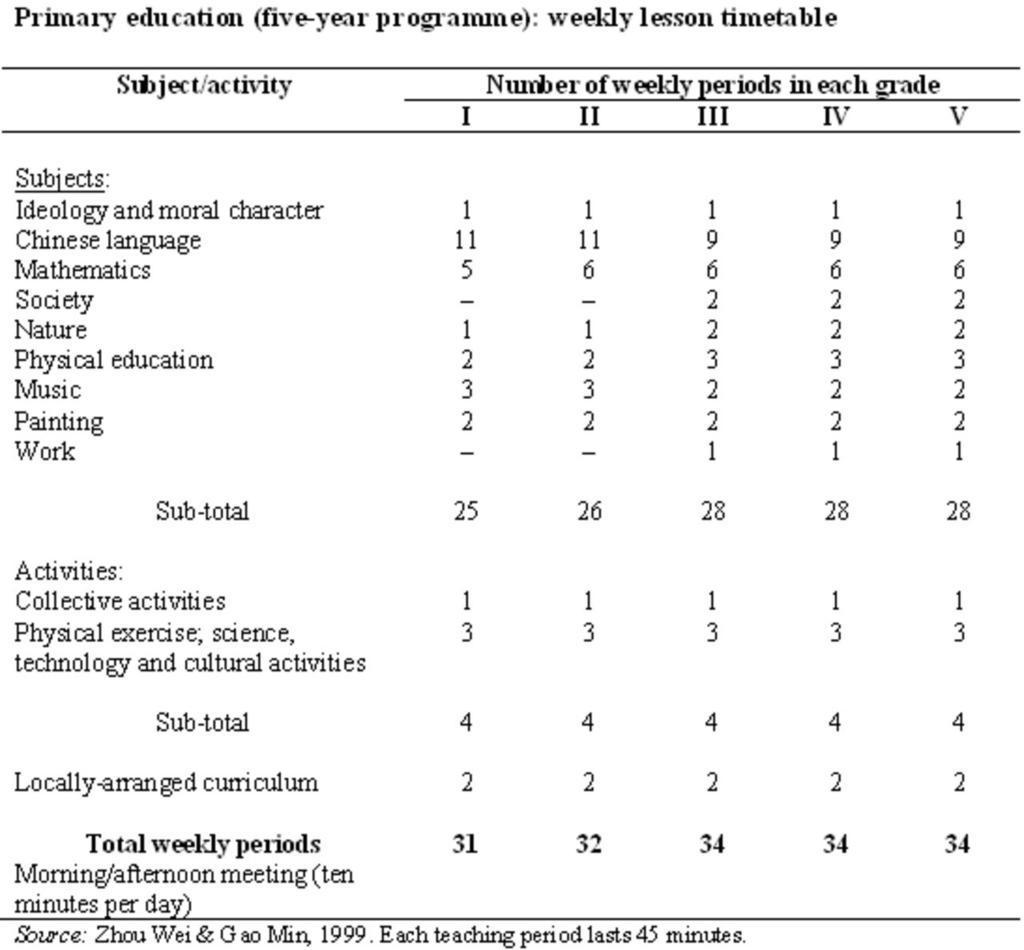 Primary education (five-year programme): weekly lesson timetable
Subject/activity Number of weekly periods in each grade
I II III IV V
Subjects:
Ideology and moral character 1 1 1 1 1
Chinese language 11 11 9 9 9
Mathematics 5 6 6 6 6
Society – – 2 2 2
Nature 1 1 2 2 2
Physical education 2 2 3 3 3
Music 3 3 2 2 2
Painting 2 2 2 2 2
Work – – 1 1 1
Sub-total 25 26 28 28 28
Activities:
Collective activities 1 1 1 1 1
Physical exercise; science, 3 3 3 3 3
technology and cultural activities
Sub-total 4 4 4 4 4
Locally-arranged curriculum 2 2 2 2 2
Total weekly periods 31 32 34 34 34
Morning/afternoon meeting (ten
minutes per day)
Source: Zhou Wei & Gao Min, 1999. Each teaching period lasts 45 minutes.